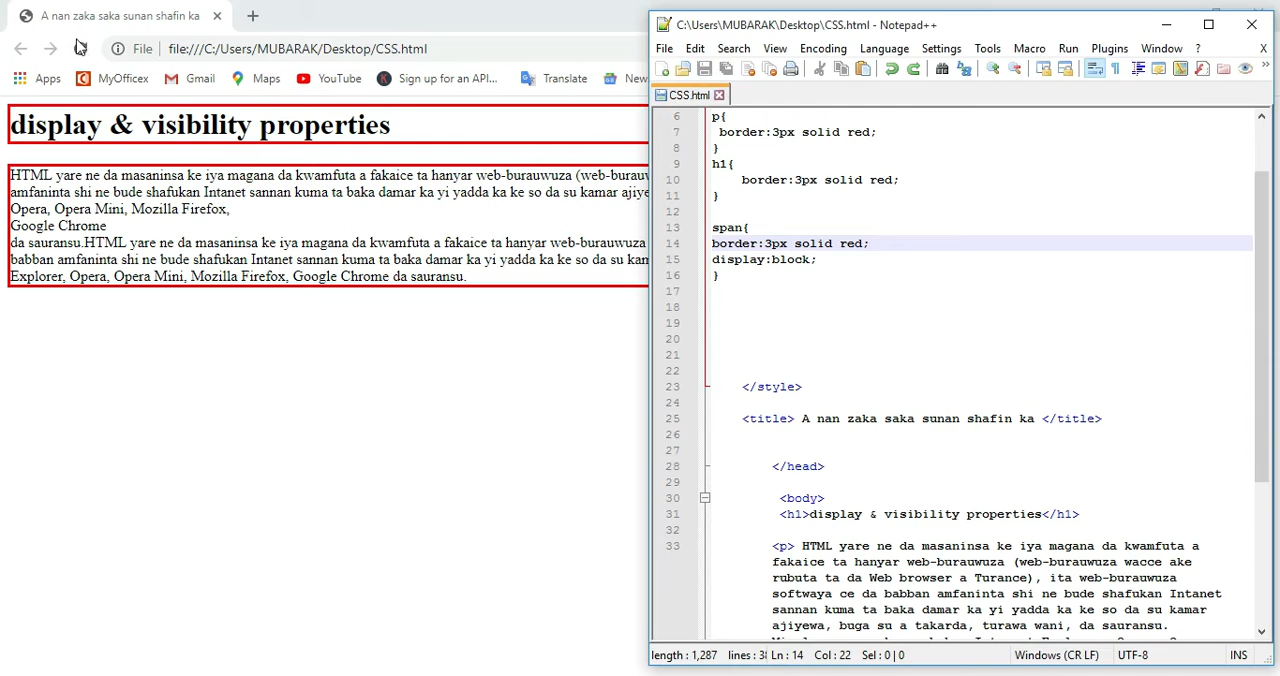 A nan zaka saka sunan shafin ka
File file:///C:/Users/MUBARAK/Desktop/CSS.html
Apps MyOffice Gmail Maps YouTube Sign up for an API... Translate New
display & visibility properties
HTML yare ne da masaninsa ke iya magana da kwamfuta a fakaice ta hanyar web-burauwuza (web-burauw
amfaninta shi ne bude shafukan Intanet sannan kuma ta baka damar ka yi yadda ka ke so da su kamar ajiye
Opera, Opera Mini, Mozilla Firefox,
Google Chrome
da sauransu.HTML yare ne da masaninsa ke iya magana da kwamfuta a fakaice ta hanyar web-burauwuza
babban amfaninta shi ne bude shafukan Intanet sannan kuma ta baka damar ka yi yadda ka ke so da su kam
Explorer, Opera, Opera Mini, Mozilla Firefox, Google Chrome da sauransu.
C:\Users\MUBARAK\Desktop\CSS.html - Notepad++
File Edit Search View Encoding Language Settings Tools Macro Run Plugins Window ? X
CSS.html
6 p{
7 border:3px solid red;
8 }
9 h1{
10 border:3px solid red;
11 }
12
13 span{
14 border:3px solid red;
15 display:block;
16 }
17
18
19
20
21
22
23 </style>
24
25 <title> A nan zaka saka sunan shafin ka </title>
26
27
28 </head>
29
30 <body>
31 <h1>display & visibility properties</h1>
32
33 <p> HTML yare ne da masaninsa ke iya magana da kwamfuta a
fakaice ta hanyar web-burauwuza (web-burauwuza wacce ake
rubuta ta da Web browser a Turance), ita web-burauwuza
softwaya ce da babban amfaninta shi ne bude shafukan Intanet
sannan kuma ta baka damar ka yi yadda ka ke so da su kamar
ajiyewa, buga su a takarda, turawa wani, da sauransu.
length : 1,287 lines : 3 Ln : 14 Col : 22 Sel : 0 | 0 Windows (CR LF) UTF-8 INS